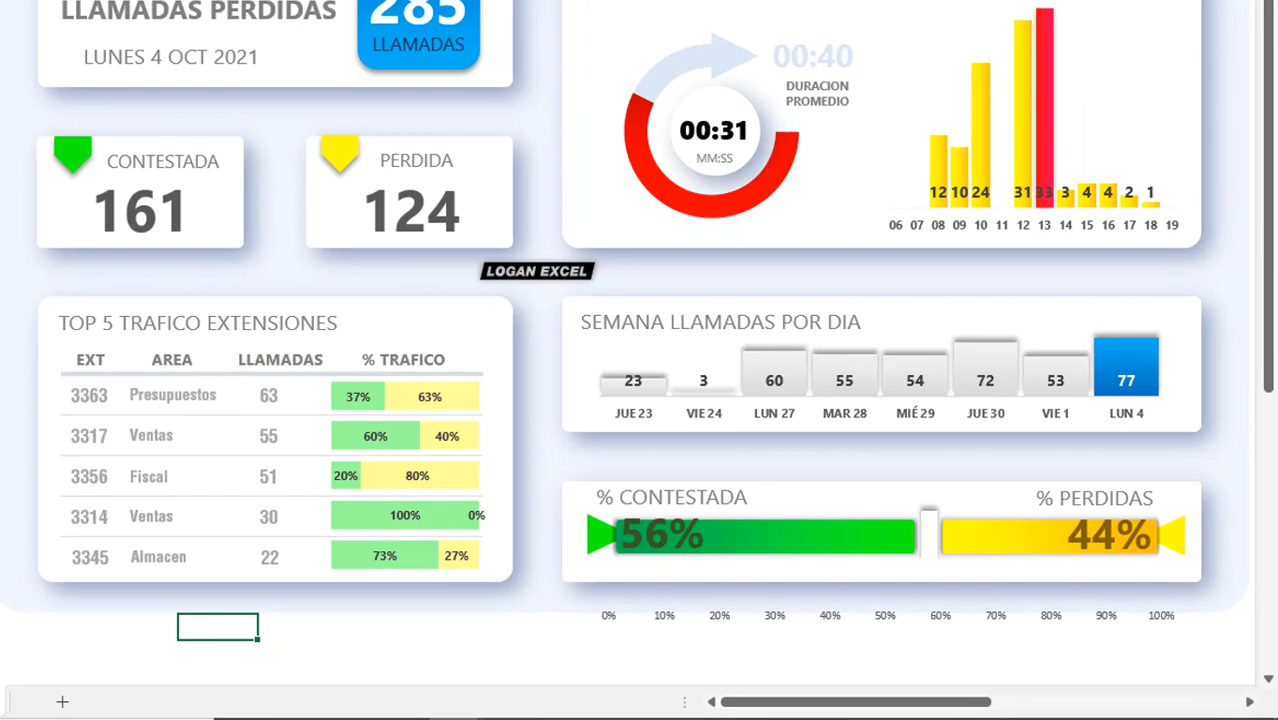 LLAMADAS PERDIDAS
285
LLAMADAS
LUNES 4 OCT 2021
CONTESTADA
161
PERDIDA
124
00:40
DURACION
PROMEDIO
00:31
MM:SS
12 10 24 31 33 3 4 4 2 1
06 07 08 09 10 11 12 13 14 15 16 17 18 19
LOGAN EXCEL
TOP 5 TRAFICO EXTENSIONES
EXT AREA LLAMADAS % TRAFICO
3363 Presupuestos 63 37% 63%
3317 Ventas 55 60% 40%
3356 Fiscal 51 20% 80%
3314 Ventas 30 100% 0%
3345 Almacen 22 73% 27%
SEMANA LLAMADAS POR DIA
23 3 60 55 54 72 53 77
JUE 23 VIE 24 LUN 27 MAR 28 MIÉ 29 JUE 30 VIE 1 LUN 4
% CONTESTADA % PERDIDAS
56% 44%
0% 10% 20% 30% 40% 50% 60% 70% 80% 90% 100%